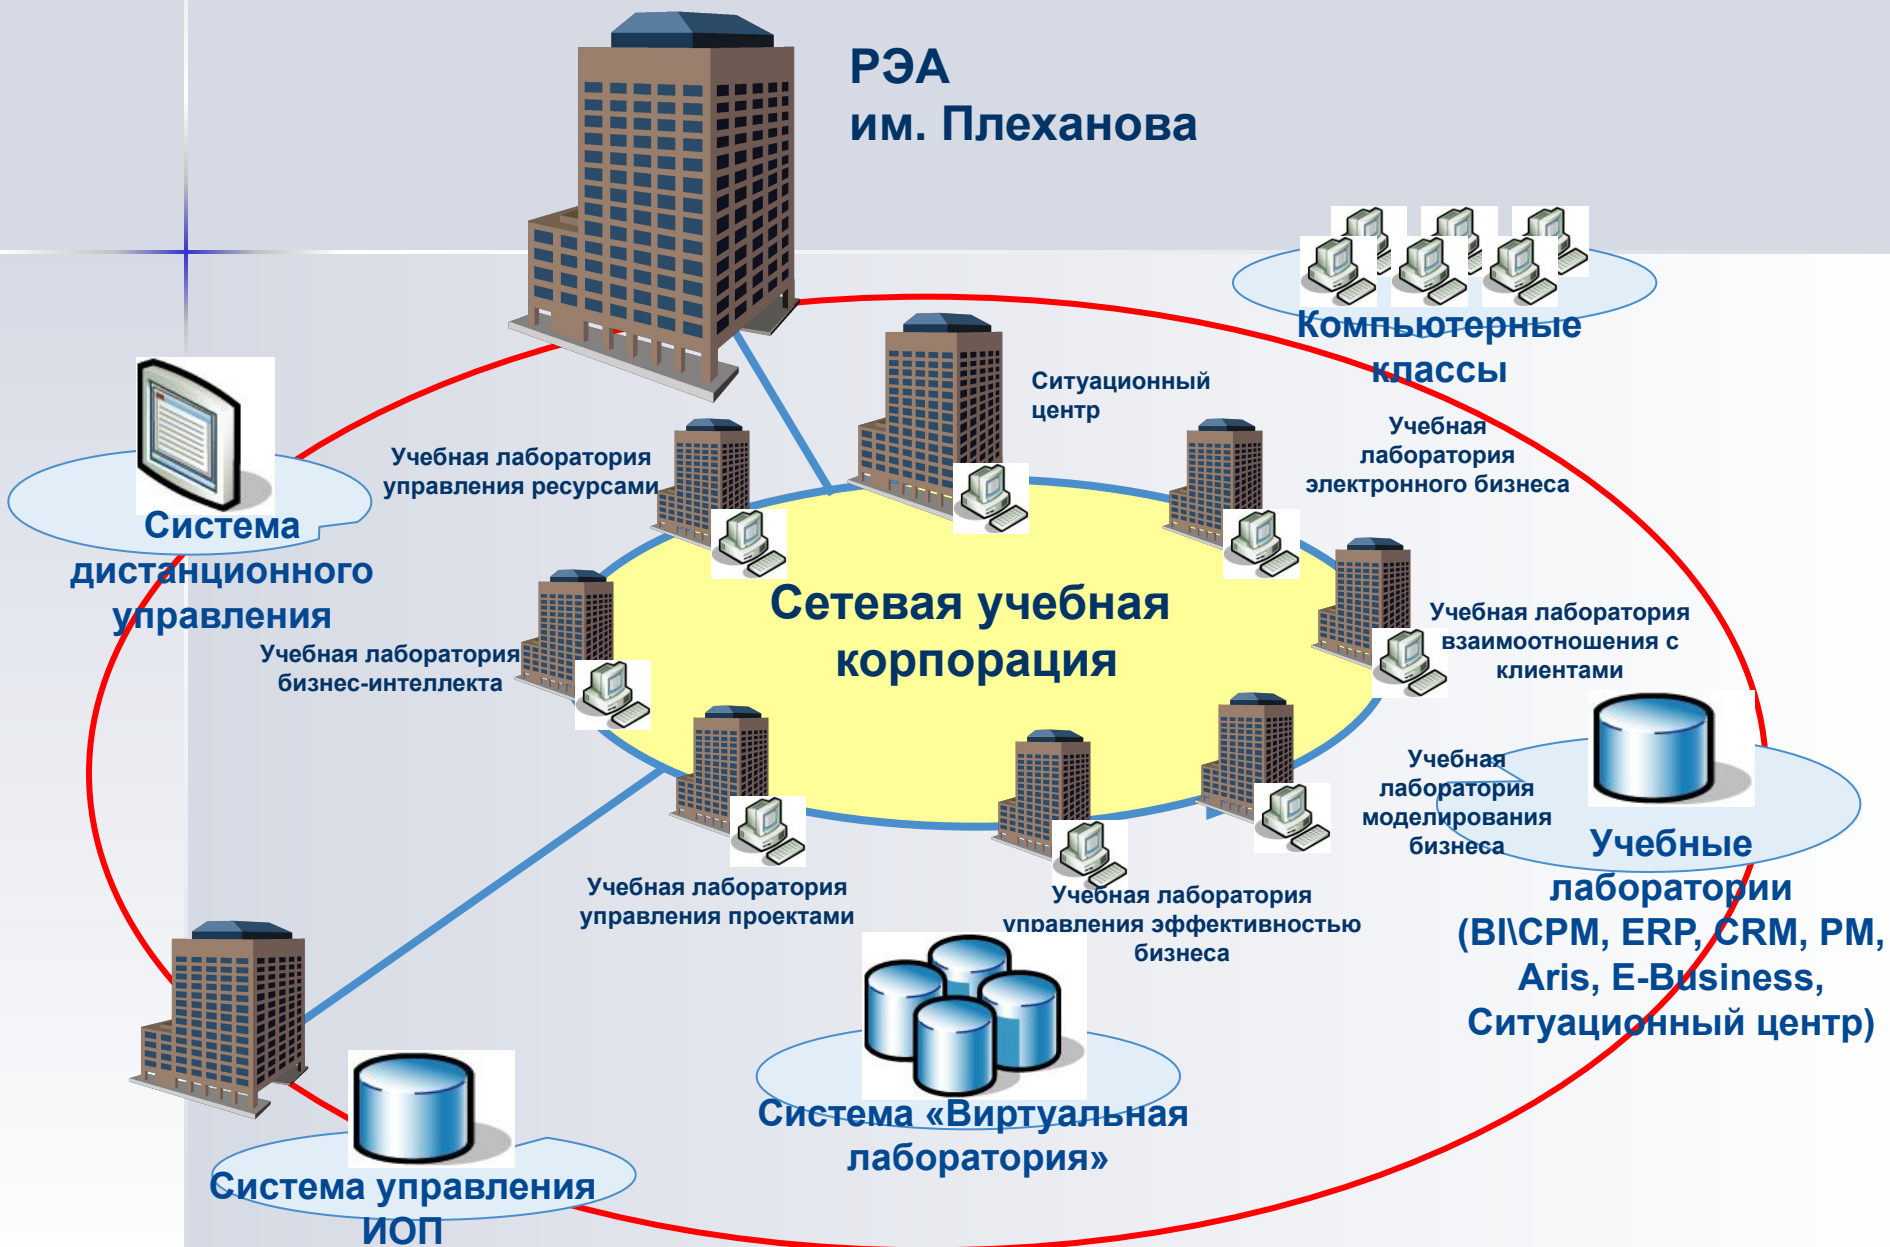 РЭА
им. Плеханова
Компьютерные
классы
Ситуационный
центр
Учебная
лаборатория
электронного бизнеса
Учебная лаборатория
управления ресурсами
Система
дистанционного
управления
Сетевая учебная
корпорация
Учебная лаборатория
взаимоотношения с
клиентами
Учебная лаборатория
бизнес-интеллекта
Учебная
лаборатория
моделирования
бизнеса
Учебные
лаборатории
(BI\CPM, ERP, CRM, PM,
Aris, E-Business,
Ситуационный центр)
Учебная лаборатория
управления проектами
Учебная лаборатория
управления эффективностью
бизнеса
Система «Виртуальная
лаборатория»
Система управления
ИОП